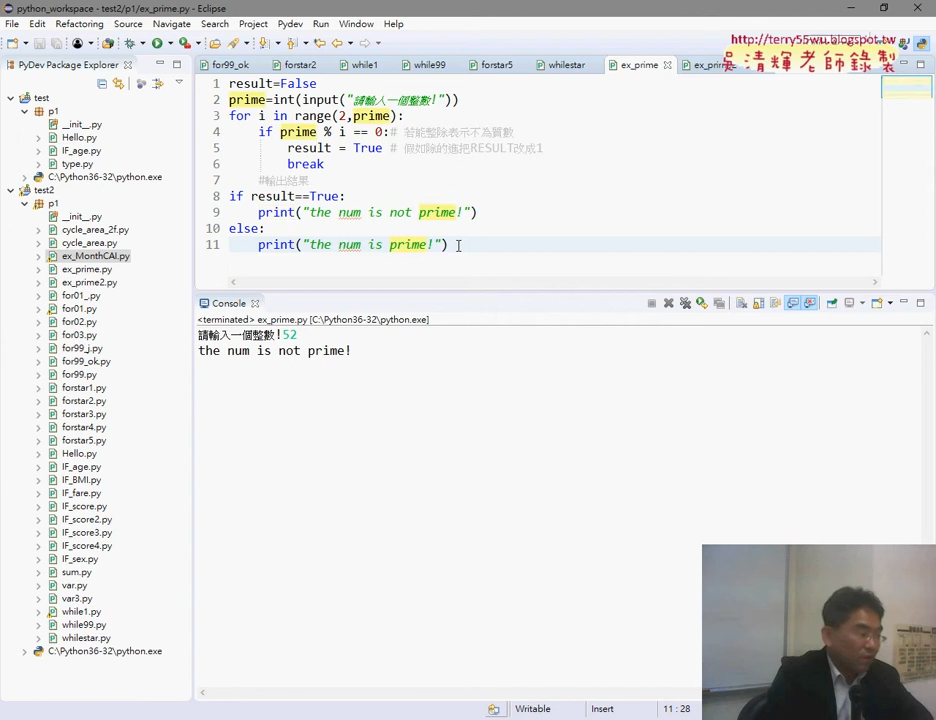 python_workspace - test2/p1/ex_prime.py - Eclipse
File Edit Refactoring Source Navigate Search Project Pydev Run Window Help
http://terry55wu.blogspot.tw
吳清輝老師錄製
PyDev Package Explorer
for99_ok forstar2 while1 while99 forstar5 whilestar ex_prime
test
p1
__init__.py
Hello.py
IF_age.py
type.py
C:\Python36-32\python.exe
test2
p1
__init__.py
cycle_area_2f.py
cycle_area.py
ex_MonthCAI.py
ex_prime.py
ex_prime2.py
for01_.py
for01.py
for02.py
for03.py
for99_j.py
for99_ok.py
for99.py
forstar1.py
forstar2.py
forstar3.py
forstar4.py
forstar5.py
Hello.py
IF_age.py
IF_BMI.py
IF_fare.py
IF_score.py
IF_score2.py
IF_score3.py
IF_score4.py
IF_sex.py
sum.py
var.py
var3.py
while1.py
while99.py
whilestar.py
C:\Python36-32\python.exe
1 result=False
2 prime=int(input("請輸入一個整數!"))
3 for i in range(2,prime):
4 if prime % i == 0:# 若能整除表示不為質數
5 result = True # 假如除的進把RESULT改成1
6 break
7 #輸出結果
8 if result==True:
9 print("the num is not prime!")
10 else:
11 print("the num is prime!")
Console
<terminated> ex_prime.py [C:\Python36-32\python.exe]
請輸入一個整數!52
the num is not prime!
Writable Insert 11 : 28